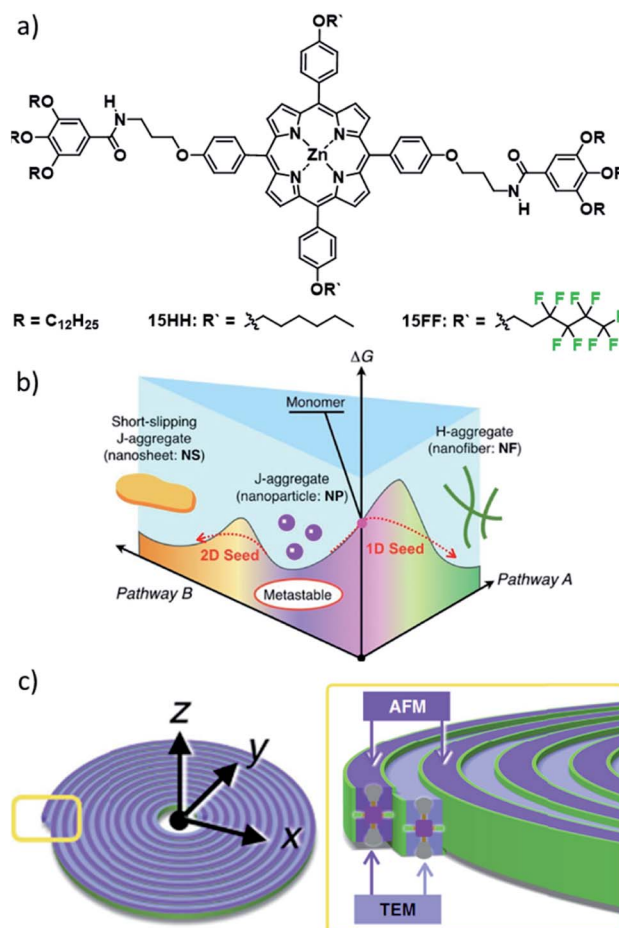 a)
OR`
RO
RO
RO
O
H
N
O
N
N
Zn
N
N
O
N
H
O
OR
OR
OR
OR`
R = C₁₂H₂₅
15HH: R` =
15FF: R` =
F F F F
F
F F F F
b)
ΔG
Monomer
Short-slipping
J-aggregate
(nanosheet: NS)
J-aggregate
(nanoparticle: NP)
H-aggregate
(nanofiber: NF)
2D Seed
1D Seed
Pathway B
Metastable
Pathway A
c)
z
y
x
AFM
TEM